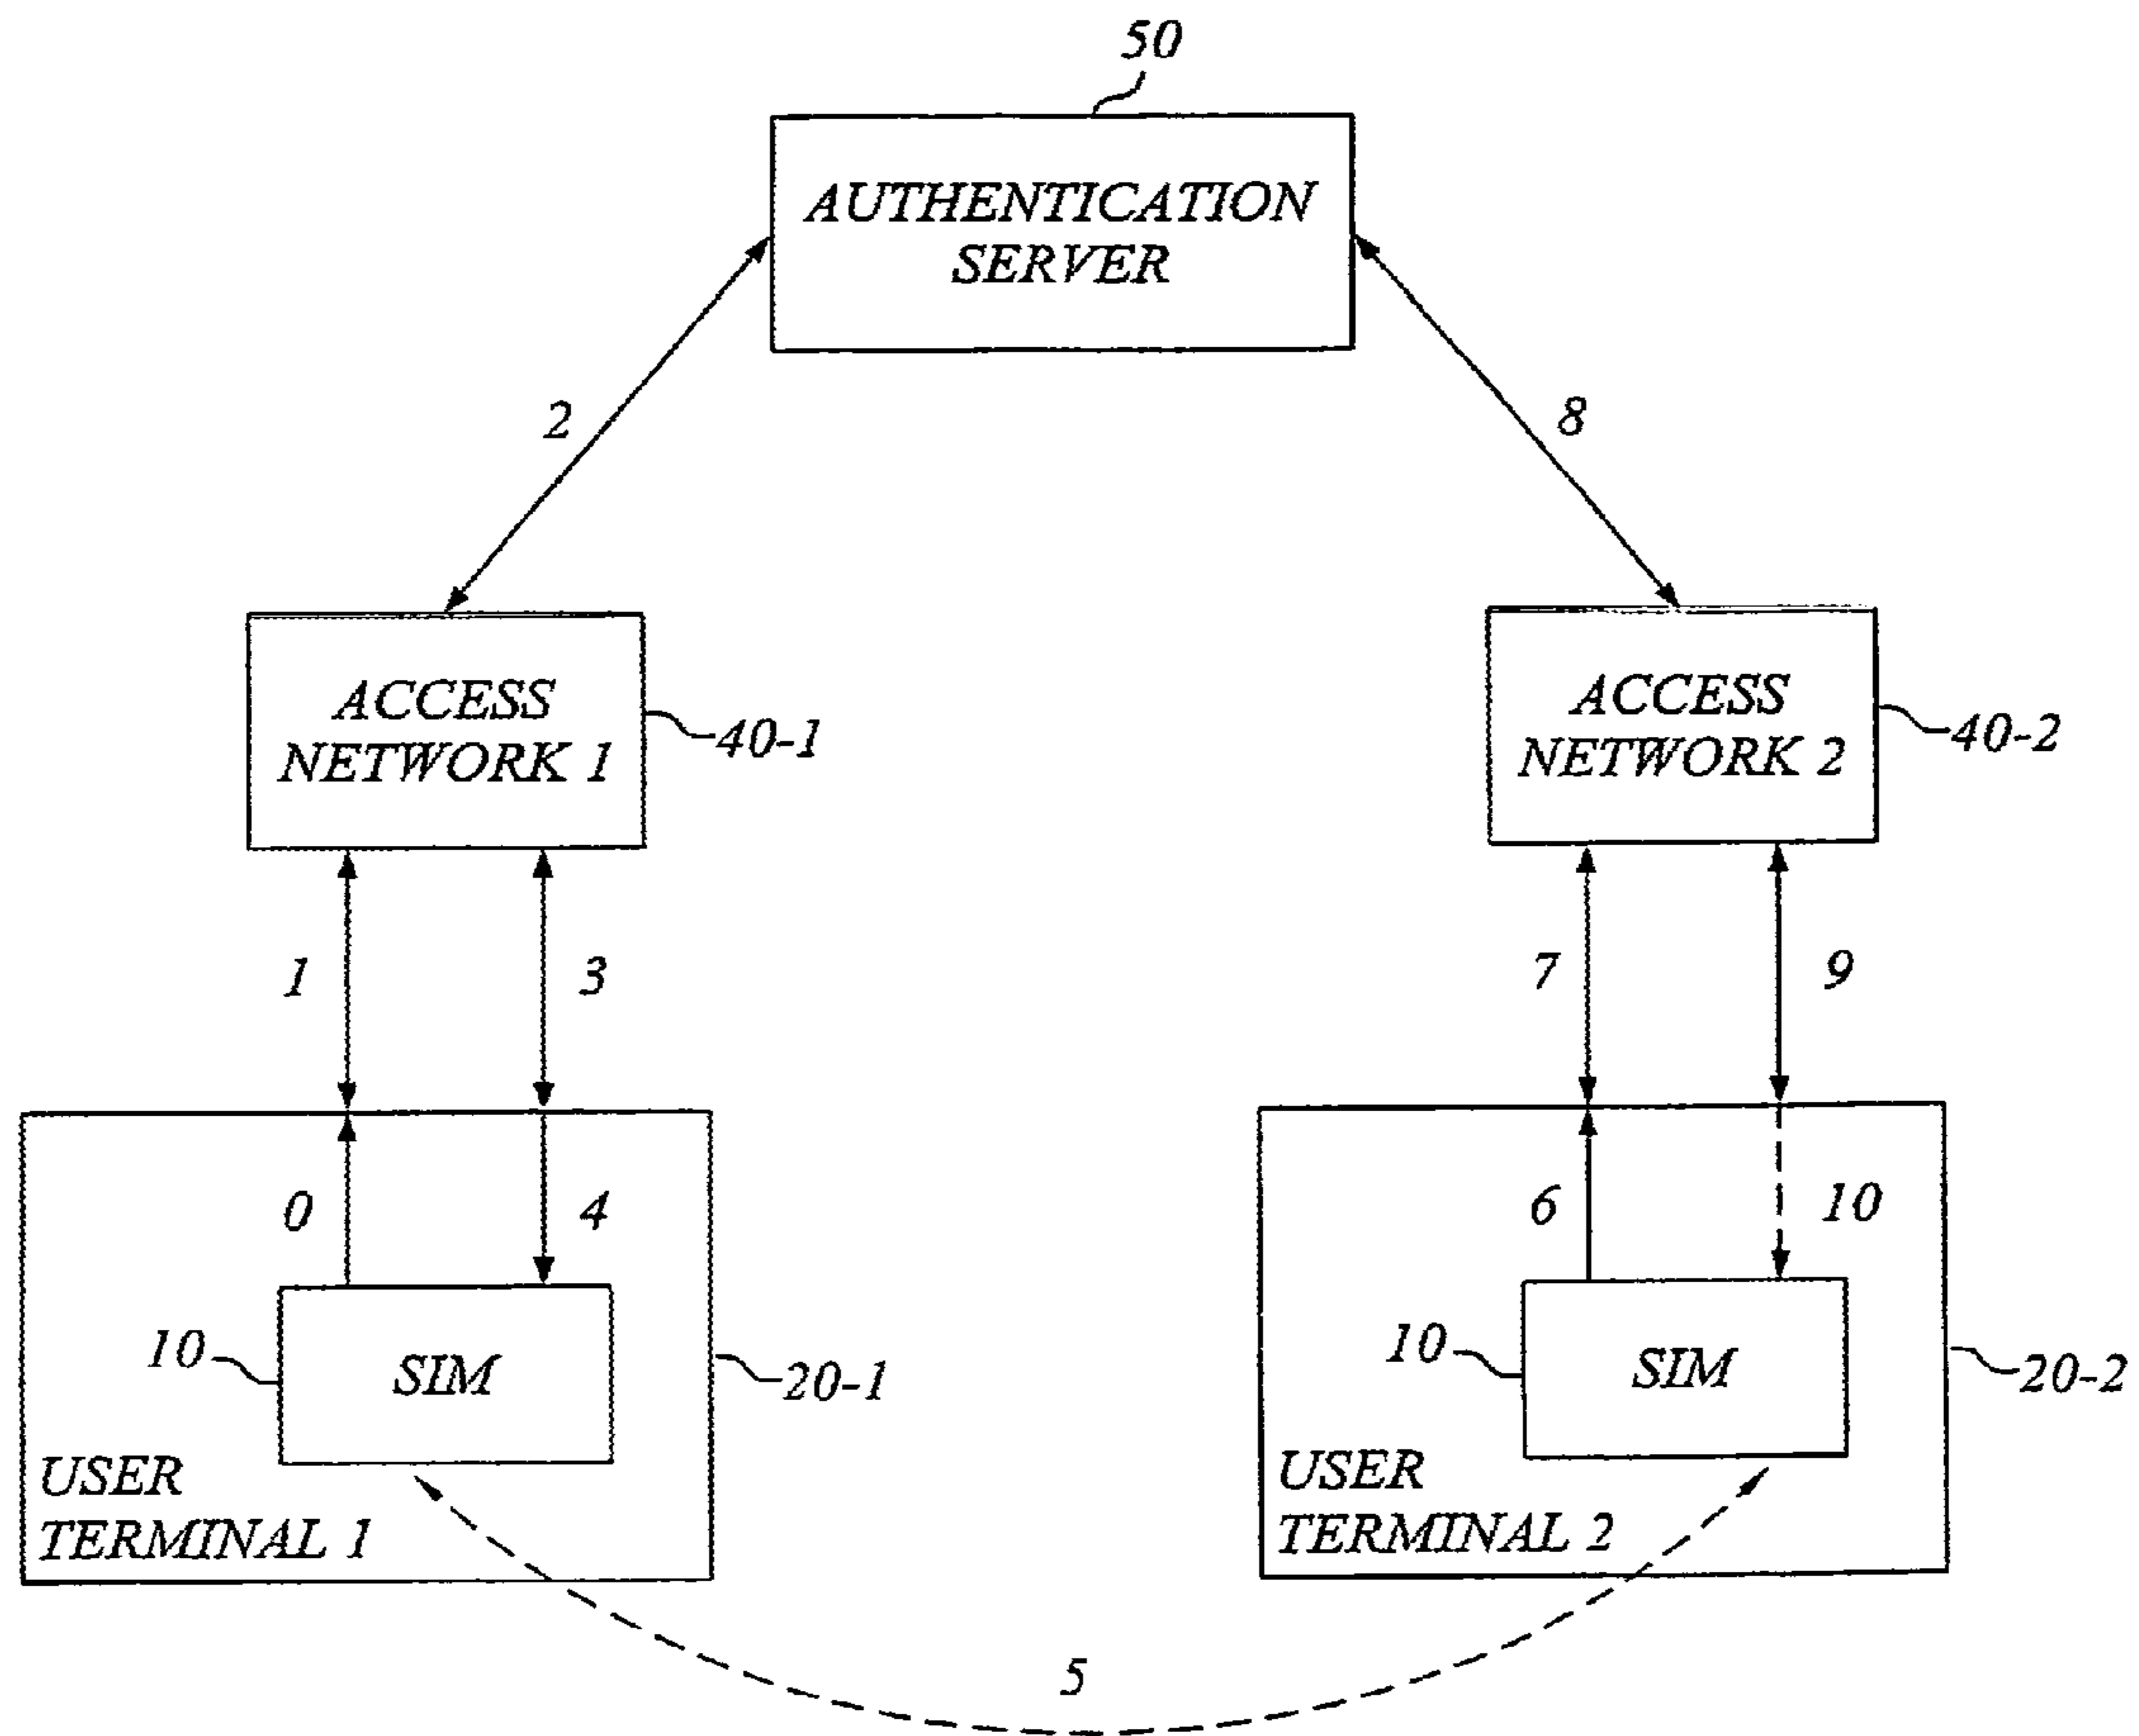 50
AUTHENTICATION
SERVER
2
8
ACCESS
NETWORK 1
40-1
ACCESS
NETWORK 2
40-2
1
3
7
9
0
4
6
10
10
SIM
20-1
10
SIM
20-2
USER
TERMINAL 1
USER
TERMINAL 2
5